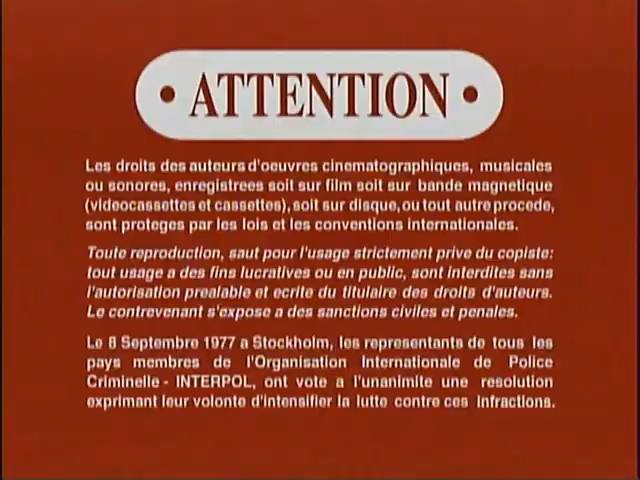 • ATTENTION •
Les droits des auteurs d'oeuvres cinematographiques, musicales
ou sonores, enregistrees soit sur film soit sur bande magnetique
(videocassettes et cassettes), soit sur disque, ou tout autre procede,
sont proteges par les lois et les conventions internationales.
Toute reproduction, saut pour l'usage strictement prive du copiste:
tout usage a des fins lucratives ou en public, sont interdites sans
l'autorisation prealable et ecrite du titulaire des droits d'auteurs.
Le contrevenant s'expose a des sanctions civiles et penales.
Le 8 Septembre 1977 a Stockholm, les representants de tous les
pays membres de l'Organisation Internationale de Police
Criminelle - INTERPOL, ont vote a l'unanimite une resolution
exprimant leur volonte d'intensifier la lutte contre ces infractions.